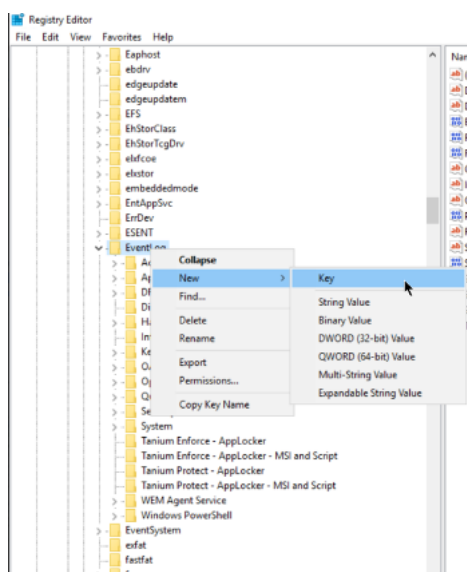 Registry Editor
File Edit View Favorites Help
Eaphost
ebdrv
edgeupdate
edgeupdatem
EFS
EhStorClass
EhStorTcgDrv
elxfcoe
elxstor
embeddedmode
EntAppSvc
ErrDev
ESENT
EventLog
System
Tanium Enforce - AppLocker
Tanium Enforce - AppLocker - MSI and Script
Tanium Protect - AppLocker
Tanium Protect - AppLocker - MSI and Script
WEM Agent Service
Windows PowerShell
EventSystem
exfat
fastfat
Collapse
New
Find...
Delete
Rename
Export
Permissions...
Copy Key Name
Key
String Value
Binary Value
DWORD (32-bit) Value
QWORD (64-bit) Value
Multi-String Value
Expandable String Value